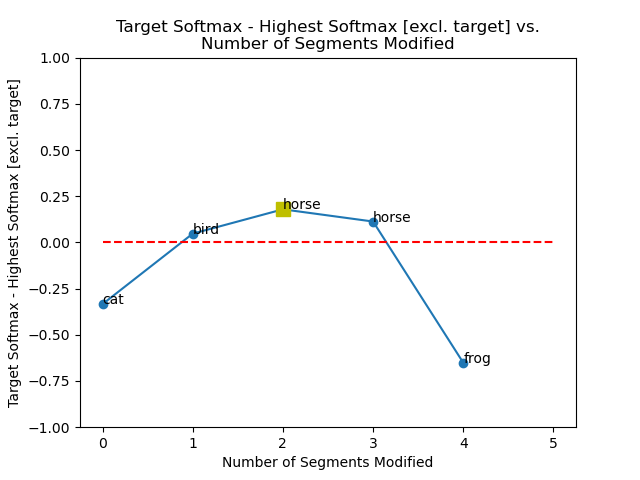 Target Softmax - Highest Softmax [excl. target] vs.
Number of Segments Modified
Target Softmax - Highest Softmax [excl. target]
1.00
0.75
0.50
0.25
0.00
−0.25
−0.50
−0.75
−1.00
cat
bird
horse
horse
frog
0 1 2 3 4 5
Number of Segments Modified